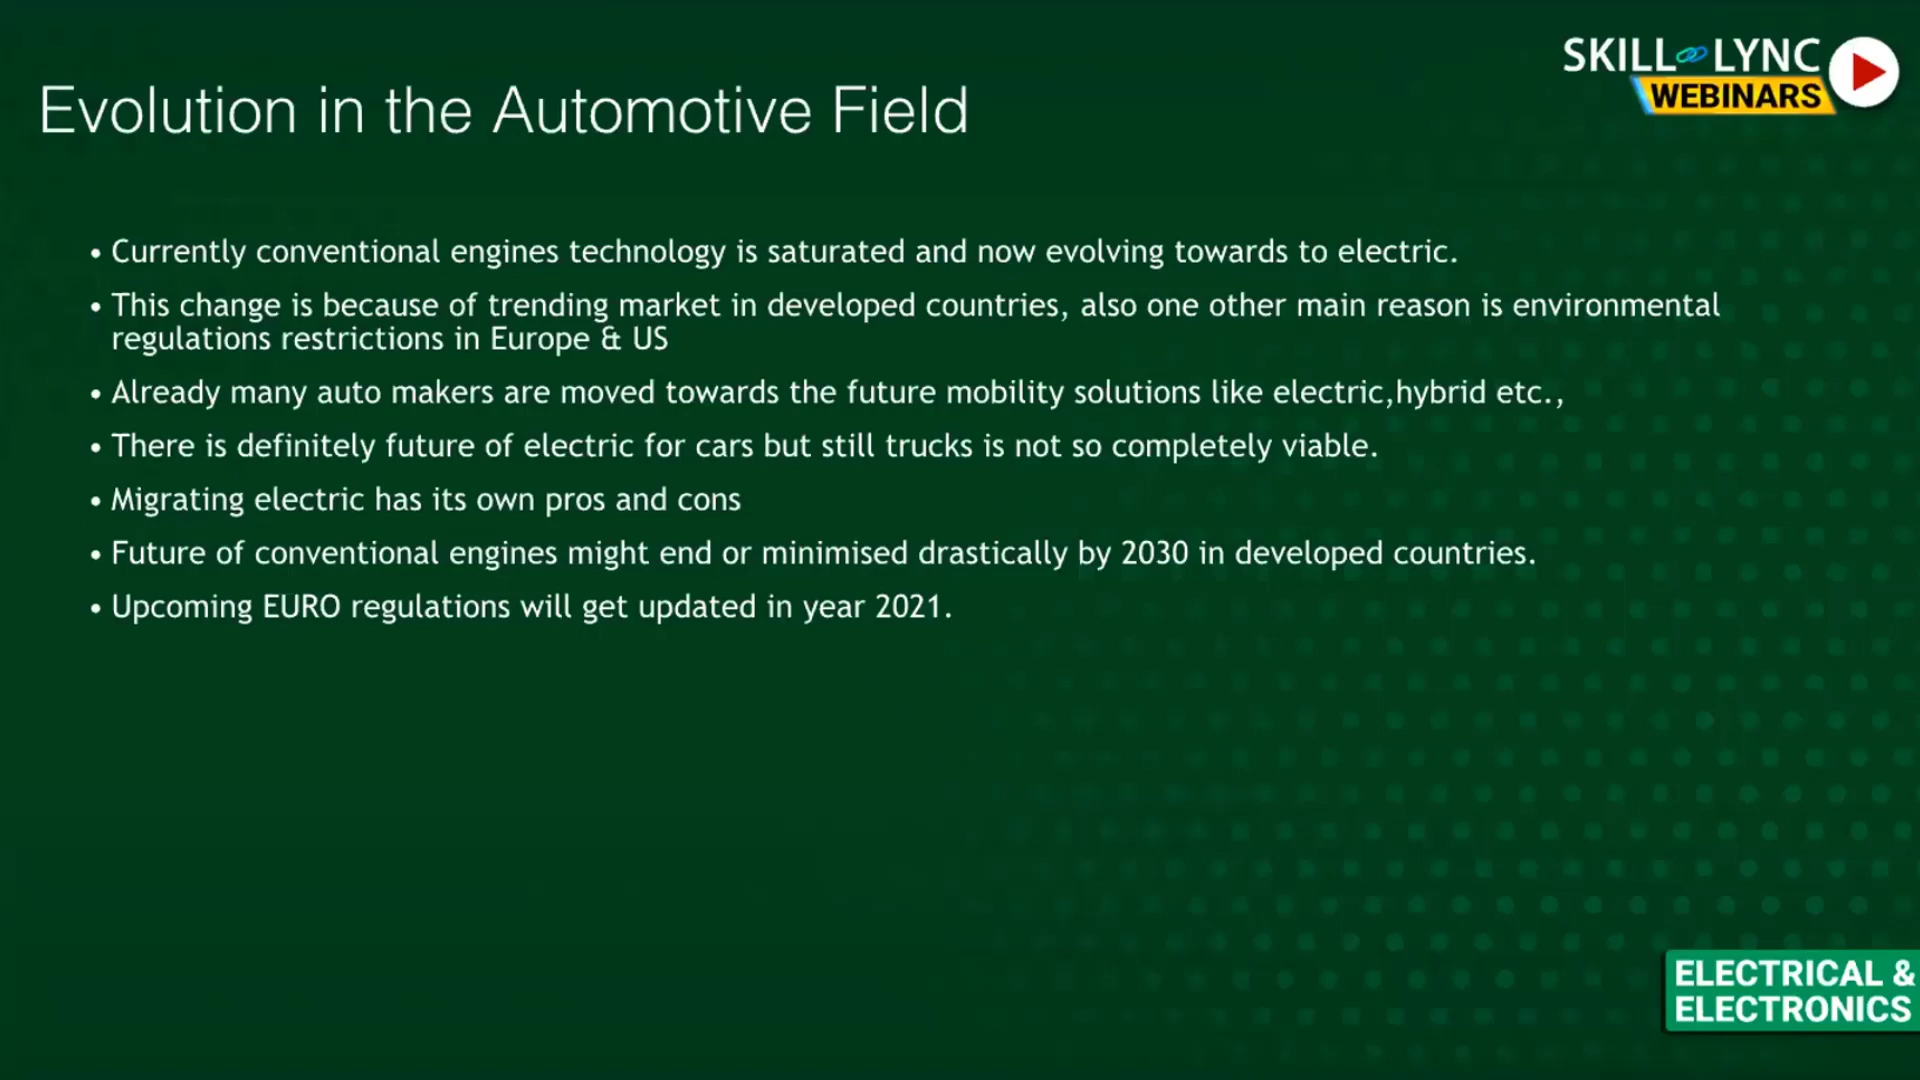 SKILL LYNC
WEBINARS
Evolution in the Automotive Field
• Currently conventional engines technology is saturated and now evolving towards to electric.
• This change is because of trending market in developed countries, also one other main reason is environmental
regulations restrictions in Europe & US
• Already many auto makers are moved towards the future mobility solutions like electric,hybrid etc.,
• There is definitely future of electric for cars but still trucks is not so completely viable.
• Migrating electric has its own pros and cons
• Future of conventional engines might end or minimised drastically by 2030 in developed countries.
• Upcoming EURO regulations will get updated in year 2021.
ELECTRICAL &
ELECTRONICS